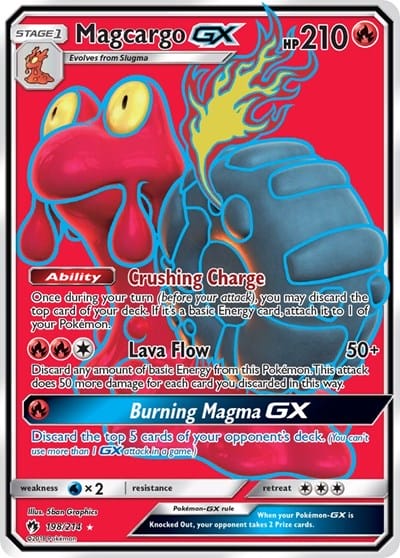 STAGE 1 Magcargo GX HP 210
Evolves from Slugma
Ability Crushing Charge
Once during your turn (before your attack), you may discard the
top card of your deck. If it's a basic Energy card, attach it to 1 of
your Pokémon.
Lava Flow 50+
Discard any amount of basic Energy from this Pokémon. This attack
does 50 more damage for each card you discarded in this way.
Burning Magma GX
Discard the top 5 cards of your opponent's deck. (You can't
use more than 1 GX attack in a game.)
weakness ×2 resistance retreat
Illus. 5ban Graphics
198/214
©2018 Pokémon
Pokémon-GX rule
When your Pokémon-GX is
Knocked Out, your opponent takes 2 Prize cards.